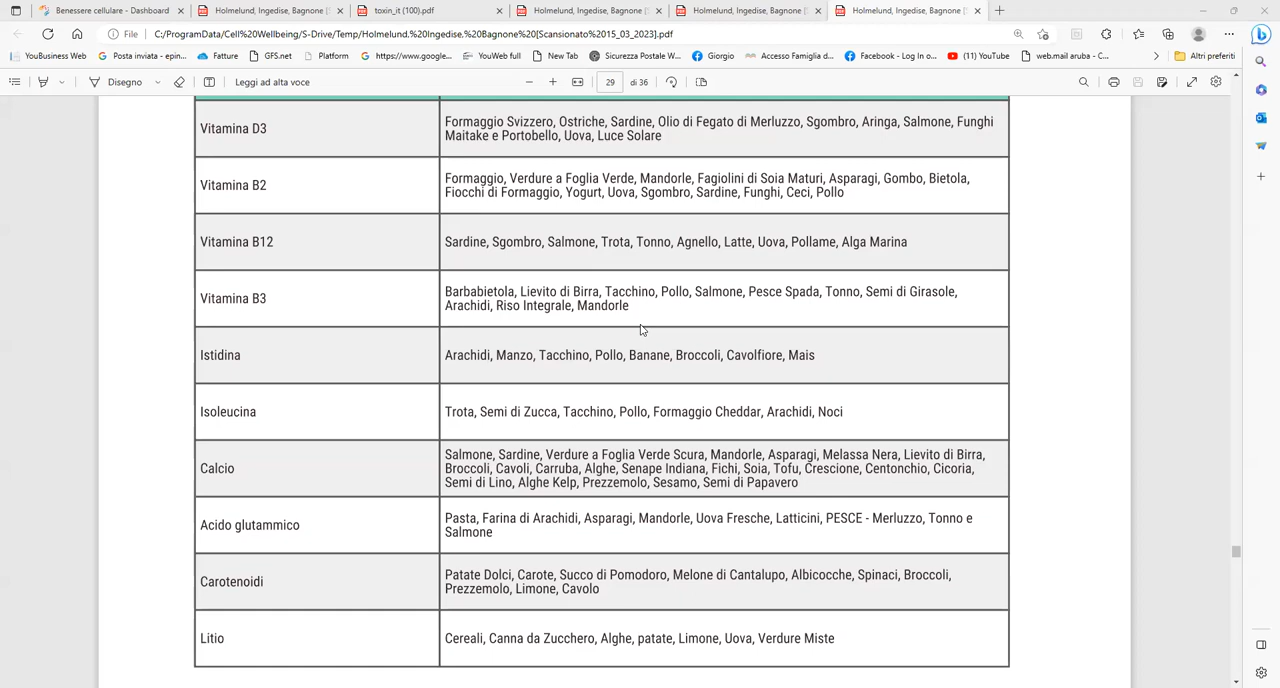 Benessere cellulare - Dashboard
Holmelund, Ingedise, Bagnone [
toxin_it (100).pdf
Holmelund, Ingedise, Bagnone [S
Holmelund, Ingedise, Bagnone [S
Holmelund, Ingedise, Bagnone [S
File
C:/ProgramData/Cell%20Wellbeing/S-Drive/Temp/Holmelund,%20Ingedise,%20Bagnone%20[Scansionato%2015_03_2023].pdf
YouBusiness Web
Posta inviata - epin...
Fatture
GFS.net
Platform
https://www.google...
YouWeb full
New Tab
Sicurezza Postale W...
Giorgio
Accesso Famiglia d...
Facebook - Log In o...
(11) YouTube
web.mail aruba - C...
Altri preferiti
Disegno
Leggi ad alta voce
29
di 36
Vitamina D3
Formaggio Svizzero, Ostriche, Sardine, Olio di Fegato di Merluzzo, Sgombro, Aringa, Salmone, Funghi
Maitake e Portobello, Uova, Luce Solare
Vitamina B2
Formaggio, Verdure a Foglia Verde, Mandorle, Fagiolini di Soia Maturi, Asparagi, Gombo, Bietola,
Fiocchi di Formaggio, Yogurt, Uova, Sgombro, Sardine, Funghi, Ceci, Pollo
Vitamina B12
Sardine, Sgombro, Salmone, Trota, Tonno, Agnello, Latte, Uova, Pollame, Alga Marina
Vitamina B3
Barbabietola, Lievito di Birra, Tacchino, Pollo, Salmone, Pesce Spada, Tonno, Semi di Girasole,
Arachidi, Riso Integrale, Mandorle
Istidina
Arachidi, Manzo, Tacchino, Pollo, Banane, Broccoli, Cavolfiore, Mais
Isoleucina
Trota, Semi di Zucca, Tacchino, Pollo, Formaggio Cheddar, Arachidi, Noci
Calcio
Salmone, Sardine, Verdure a Foglia Verde Scura, Mandorle, Asparagi, Melassa Nera, Lievito di Birra,
Broccoli, Cavoli, Carruba, Alghe, Senape Indiana, Fichi, Soia, Tofu, Crescione, Centonchio, Cicoria,
Semi di Lino, Alghe Kelp, Prezzemolo, Sesamo, Semi di Papavero
Acido glutammico
Pasta, Farina di Arachidi, Asparagi, Mandorle, Uova Fresche, Latticini, PESCE - Merluzzo, Tonno e
Salmone
Carotenoidi
Patate Dolci, Carote, Succo di Pomodoro, Melone di Cantalupo, Albicocche, Spinaci, Broccoli,
Prezzemolo, Limone, Cavolo
Litio
Cereali, Canna da Zucchero, Alghe, patate, Limone, Uova, Verdure Miste